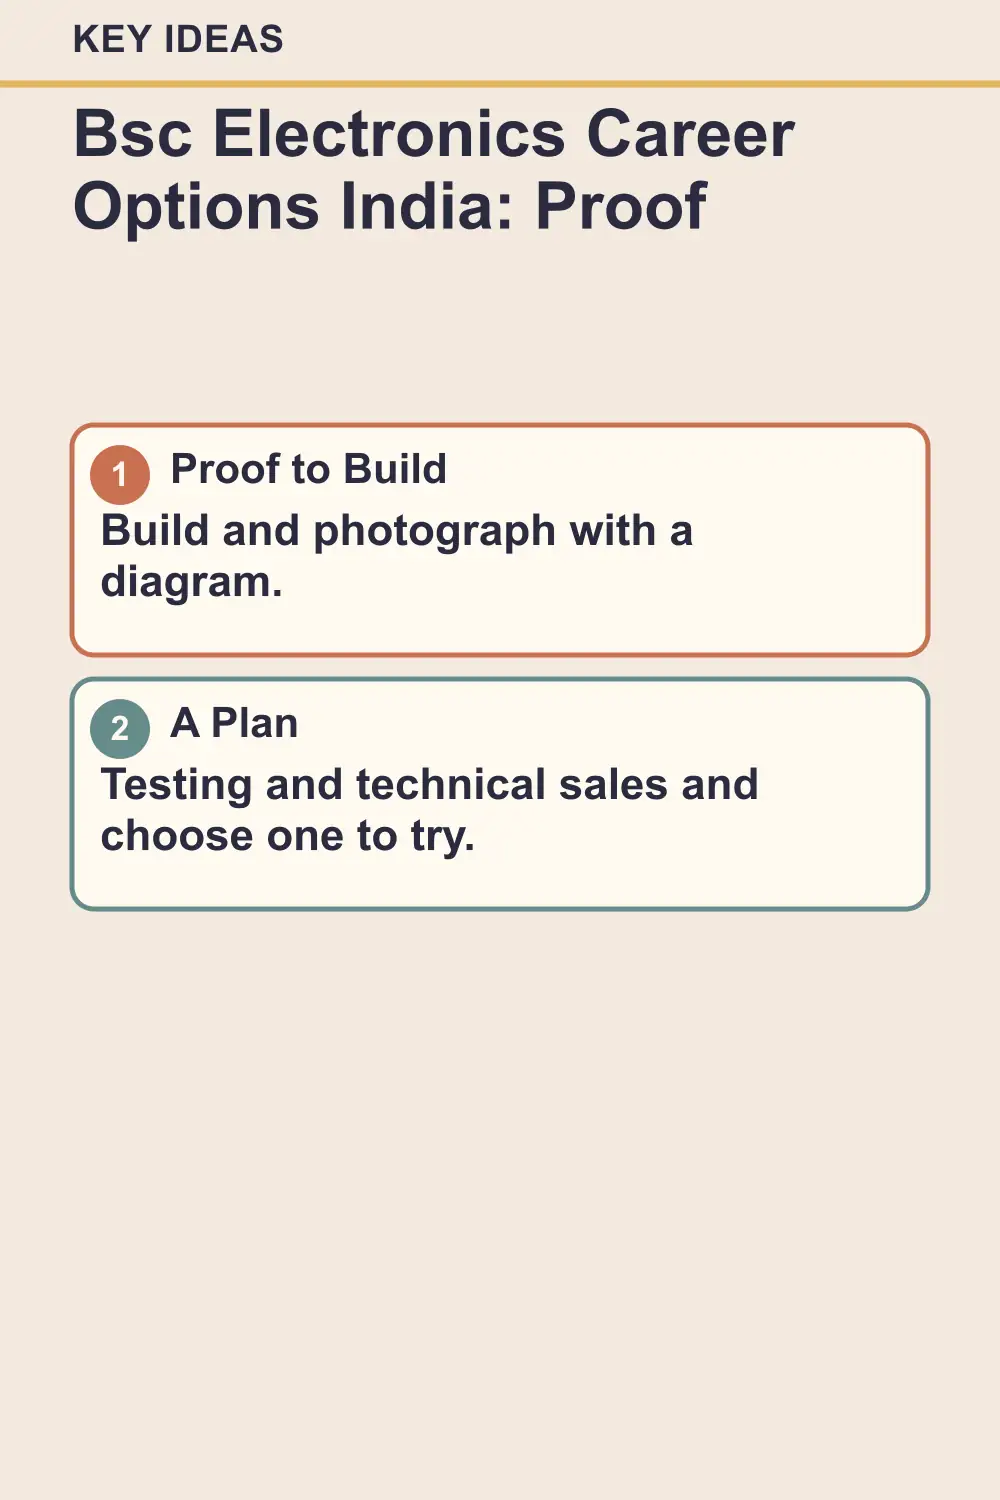 KEY IDEAS
Bsc Electronics Career
Options India: Proof
1 Proof to Build
Build and photograph with a
diagram.
2 A Plan
Testing and technical sales and
choose one to try.